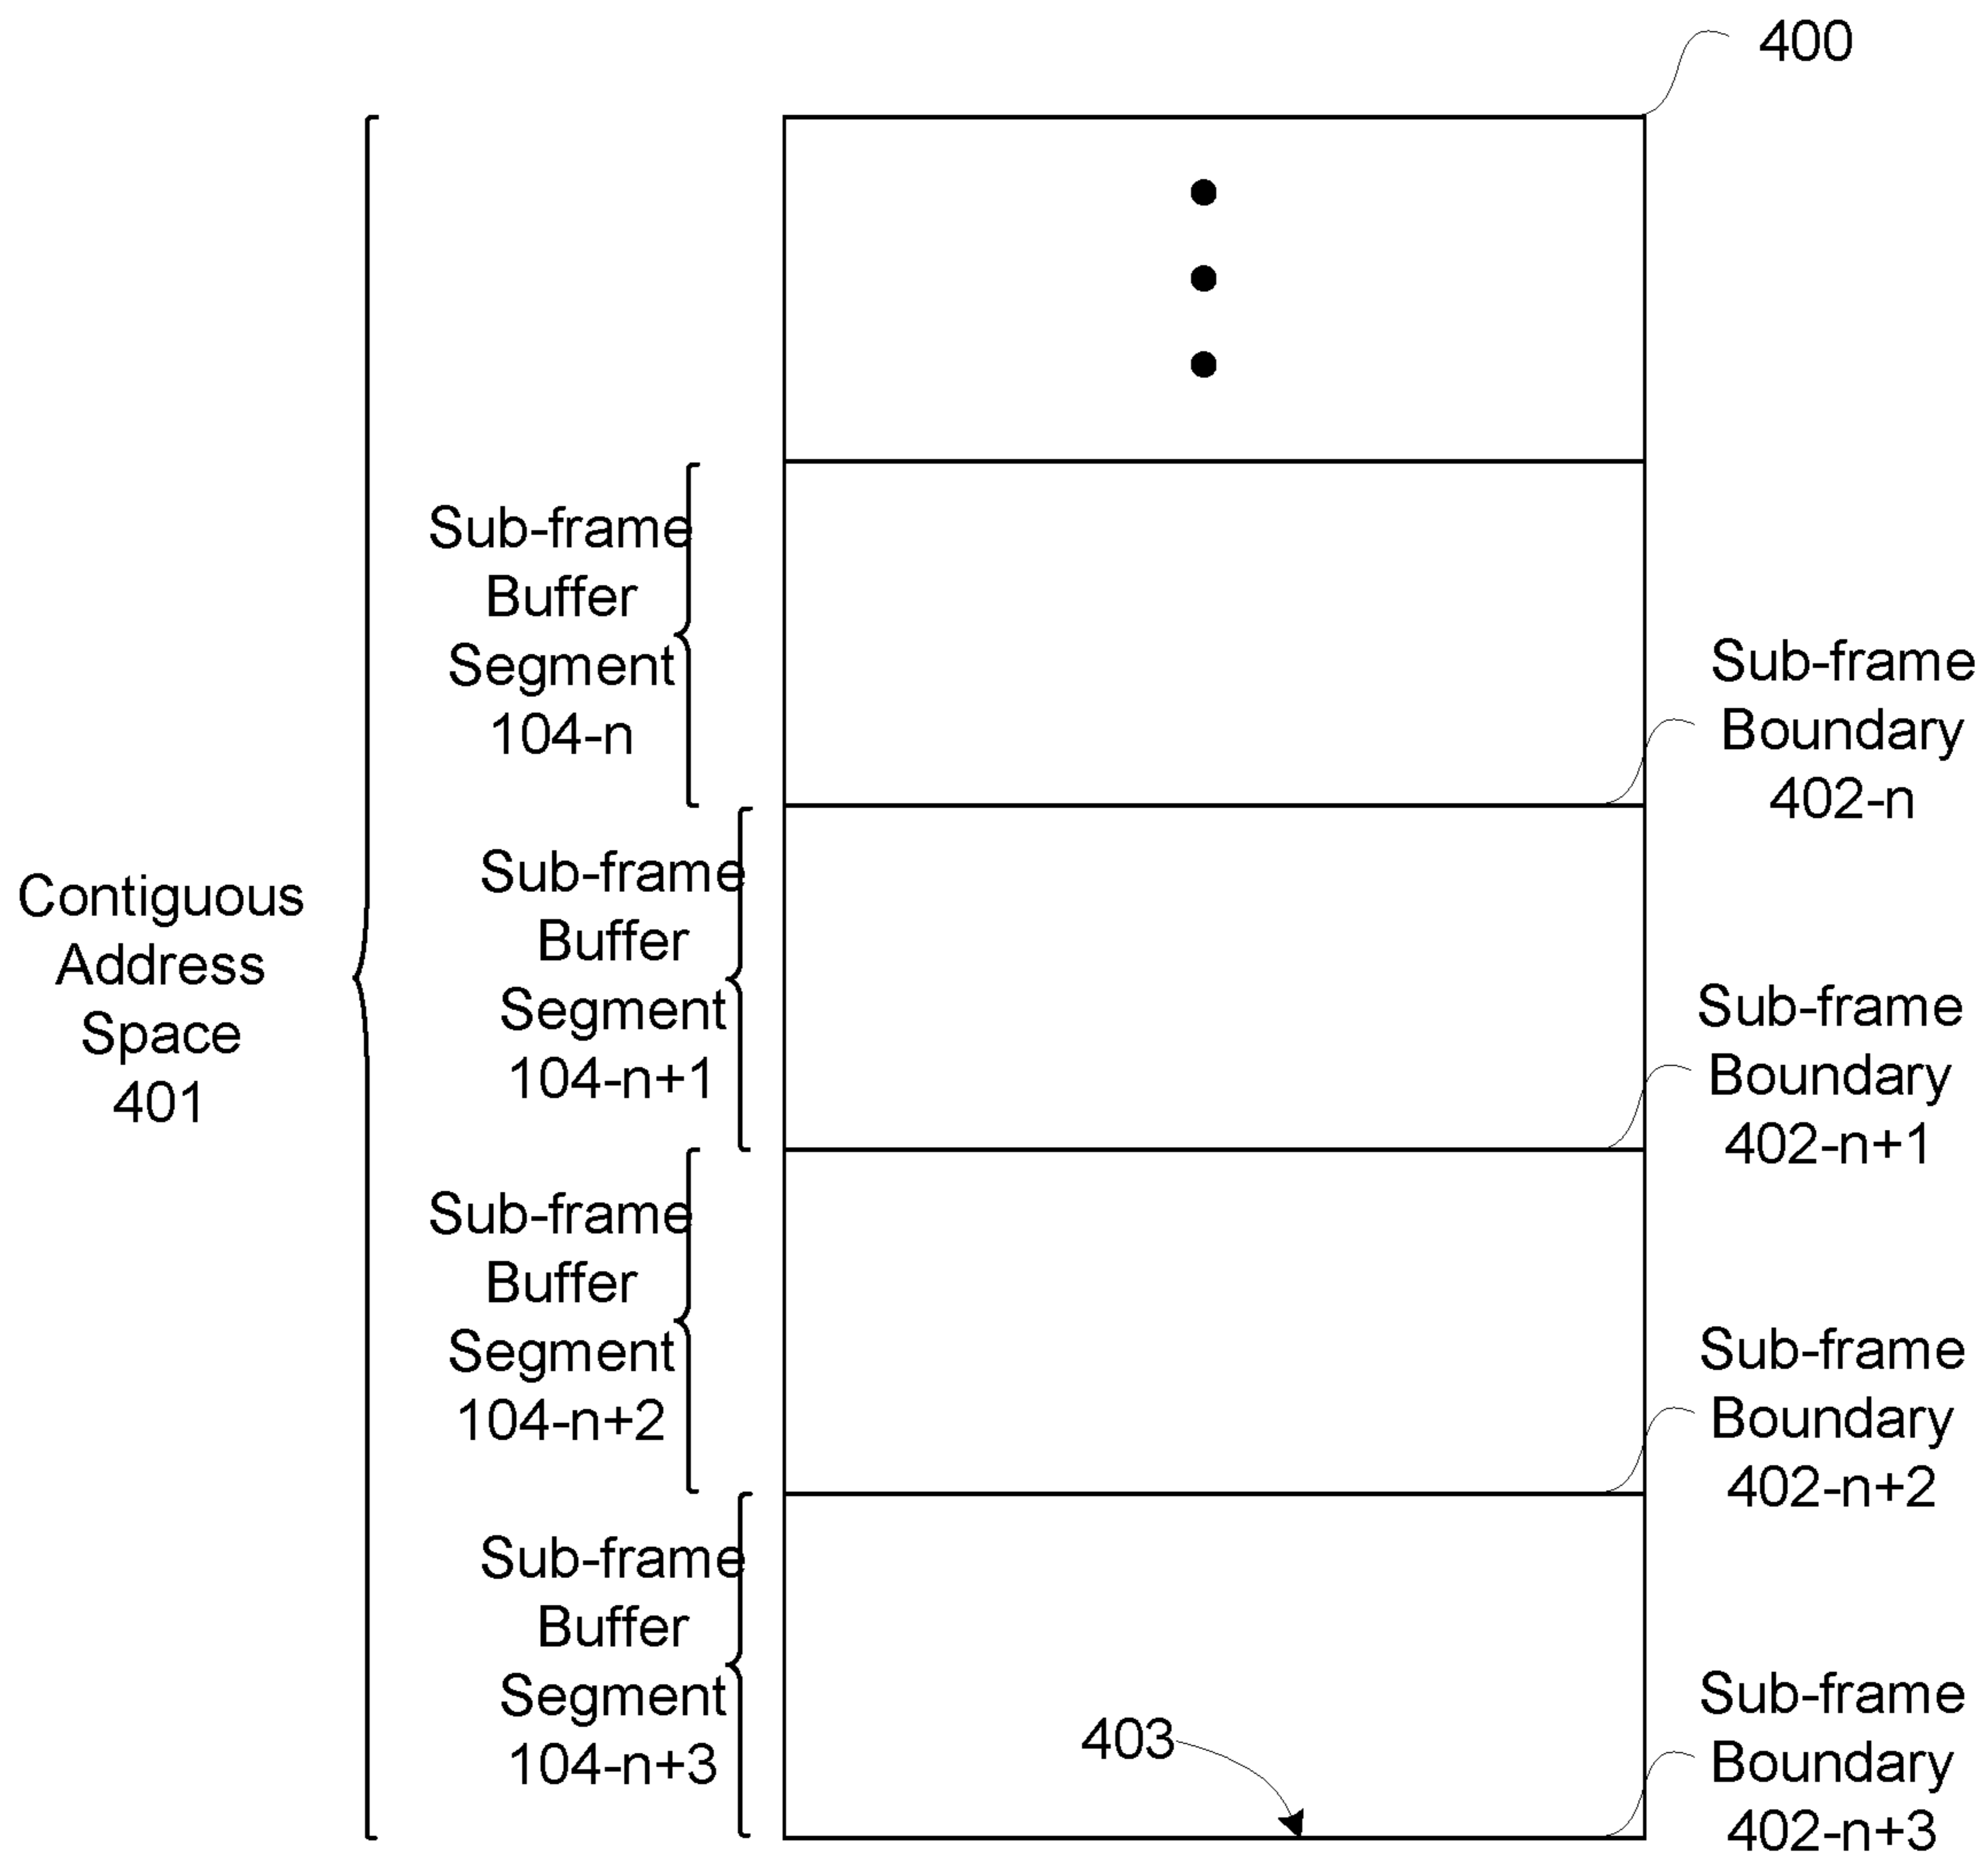 400
Sub-frame
Buffer
Segment
104-n
Sub-frame
Boundary
402-n
Contiguous
Address
Space
401
Sub-frame
Buffer
Segment
104-n+1
Sub-frame
Boundary
402-n+1
Sub-frame
Buffer
Segment
104-n+2
Sub-frame
Boundary
402-n+2
Sub-frame
Buffer
Segment
104-n+3
403
Sub-frame
Boundary
402-n+3